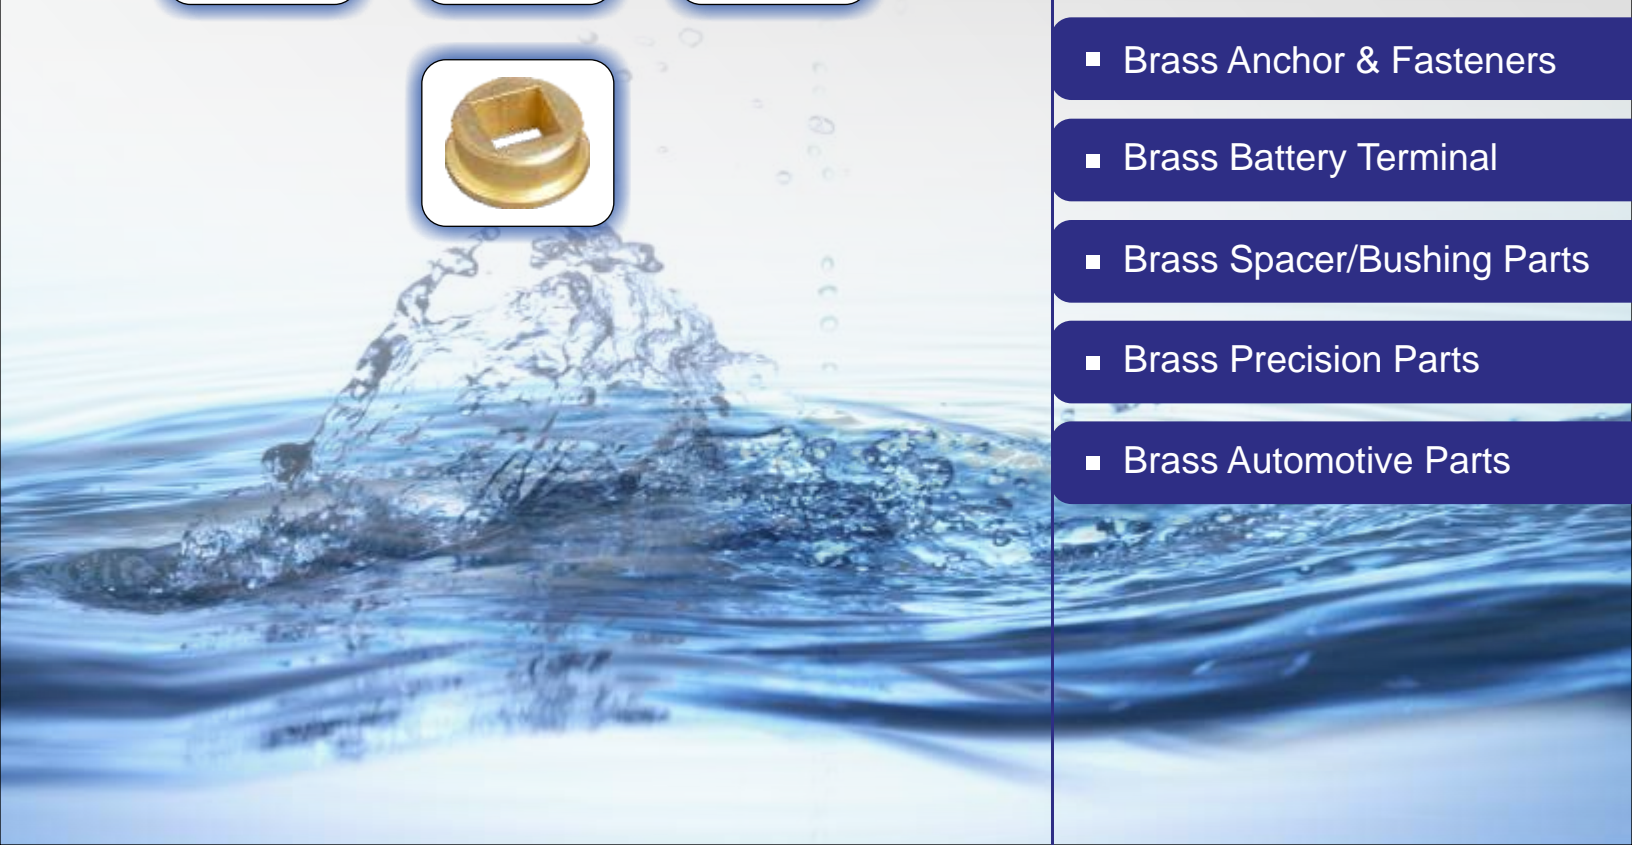 Brass Anchor & Fasteners
Brass Battery Terminal
Brass Spacer/Bushing Parts
Brass Precision Parts
Brass Automotive Parts